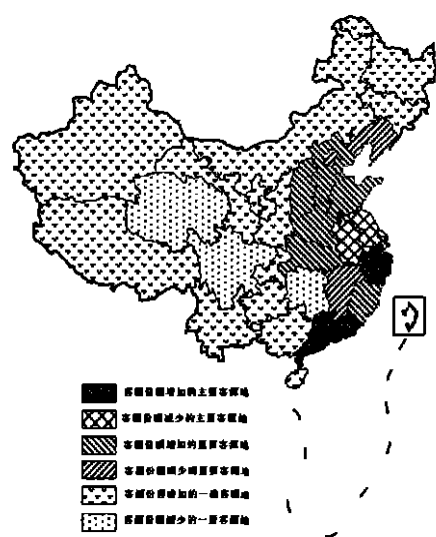 客源份额增加的主要客源地
客源份额减少的主要客源地
客源份额增加的重要客源地
客源份额减少的重要客源地
客源份额增加的一般客源地
客源份额减少的一般客源地